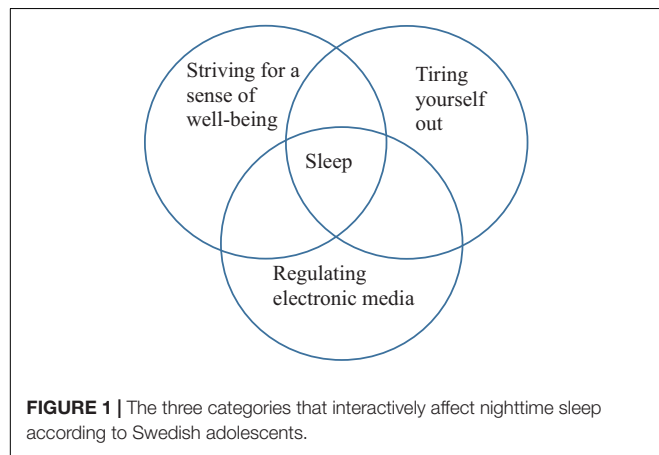 Striving for a
sense of
well-being
Tiring
yourself
out
Sleep
Regulating
electronic media
FIGURE 1 | The three categories that interactively affect nighttime sleep
according to Swedish adolescents.